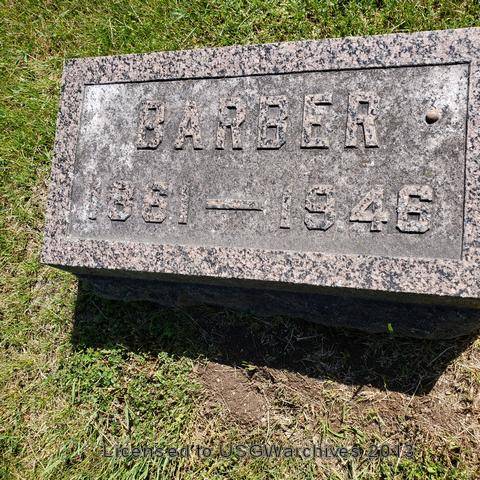 BARBER
1861 — 1946
Licensed to USGWarchives 2013